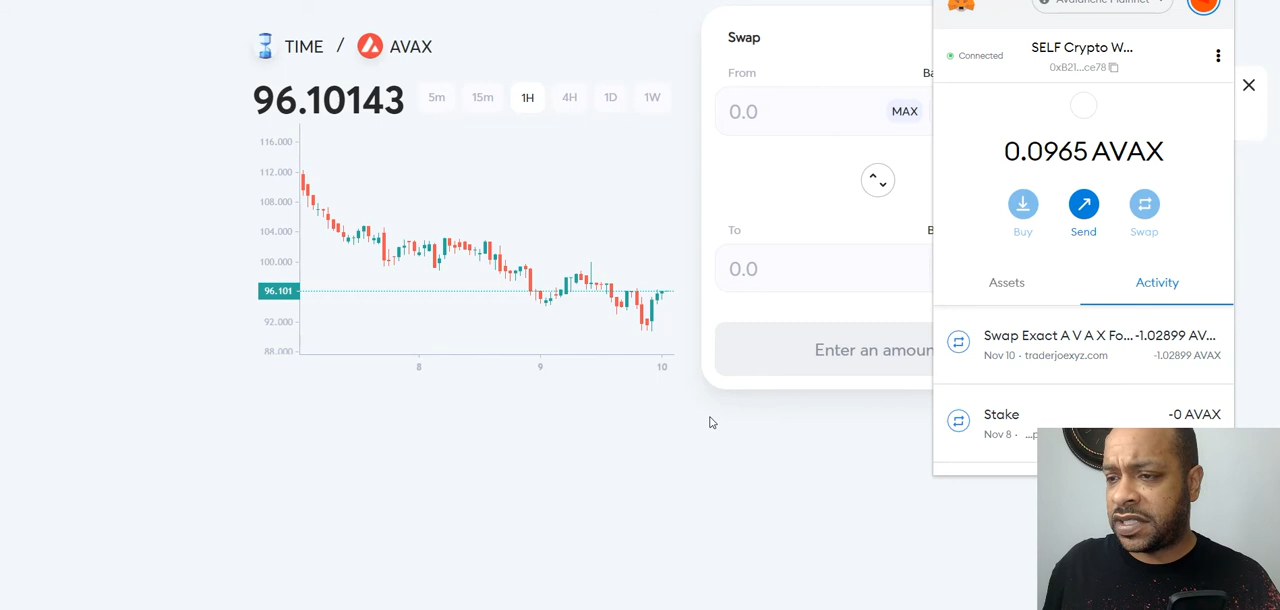 Avalanche Mainnet
TIME / AVAX
96.10143
5m 15m 1H 4H 1D 1W
116.000
112.000
108.000
104.000
100.000
96.101
92.000
88.000
8 9 10
Swap
From
Ba
0.0
MAX
To
B
0.0
Enter an amoun
Connected
SELF Crypto W...
0xB21...ce78
0.0965 AVAX
Buy
Send
Swap
Assets
Activity
Swap Exact A V A X Fo... -1.02899 AV...
Nov 10 · traderjoexyz.com
-1.02899 AVAX
Stake
-0 AVAX
Nov 8 · ...p